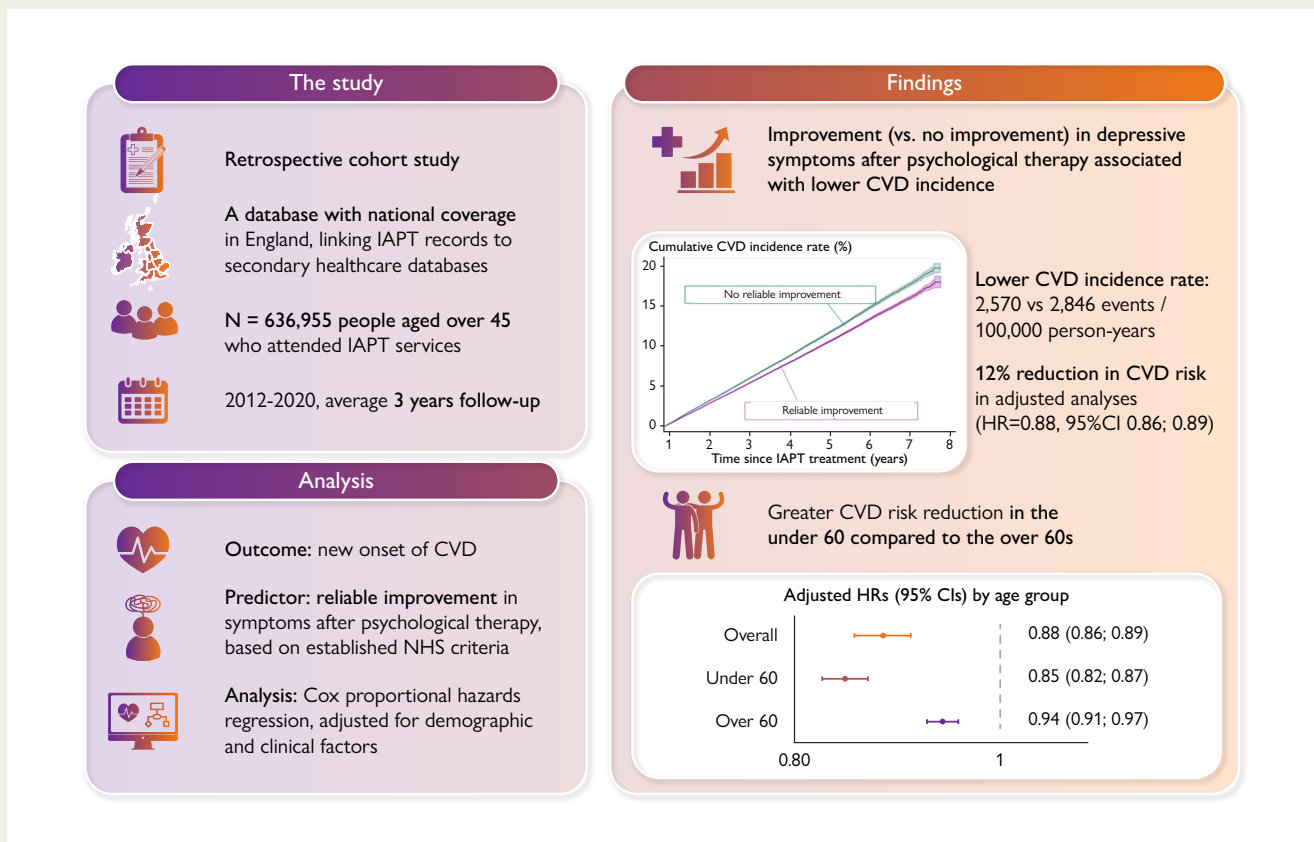 The study
Retrospective cohort study
A database with national coverage
in England, linking IAPT records to
secondary healthcare databases
N = 636,955 people aged over 45
who attended IAPT services
2012-2020, average 3 years follow-up
Analysis
Outcome: new onset of CVD
Predictor: reliable improvement in
symptoms after psychological therapy,
based on established NHS criteria
Analysis: Cox proportional hazards
regression, adjusted for demographic
and clinical factors
Findings
Improvement (vs. no improvement) in depressive
symptoms after psychological therapy associated
with lower CVD incidence
Cumulative CVD incidence rate (%)
20
15
10
5
0
No reliable improvement
Reliable improvement
1 2 3 4 5 6 7 8
Time since IAPT treatment (years)
Lower CVD incidence rate:
2,570 vs 2,846 events /
100,000 person-years
12% reduction in CVD risk
in adjusted analyses
(HR=0.88, 95%CI 0.86; 0.89)
Greater CVD risk reduction in the
under 60 compared to the over 60s
Adjusted HRs (95% CIs) by age group
Overall 0.88 (0.86; 0.89)
Under 60 0.85 (0.82; 0.87)
Over 60 0.94 (0.91; 0.97)
0.80 1